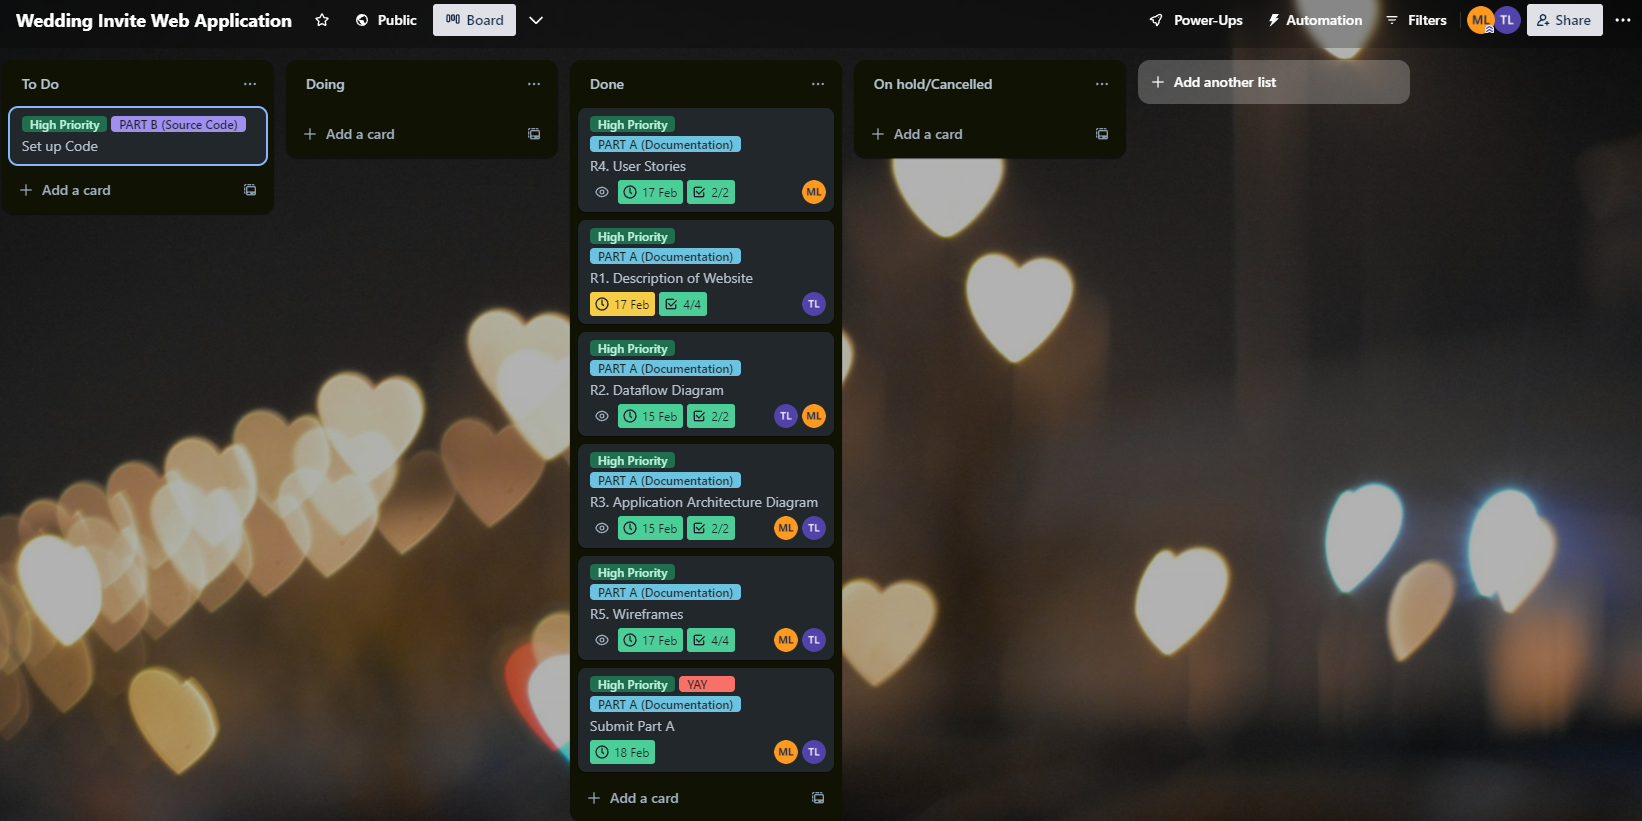 Wedding Invite Web Application
Public
Board
Power-Ups
Automation
Filters
ML
TL
Share
To Do
High Priority PART B (Source Code)
Set up Code
Add a card
Doing
Add a card
Done
High Priority
PART A (Documentation)
R4. User Stories
17 Feb 2/2 ML
High Priority
PART A (Documentation)
R1. Description of Website
17 Feb 4/4 TL
High Priority
PART A (Documentation)
R2. Dataflow Diagram
15 Feb 2/2 TL ML
High Priority
PART A (Documentation)
R3. Application Architecture Diagram
15 Feb 2/2 ML TL
High Priority
PART A (Documentation)
R5. Wireframes
17 Feb 4/4 ML TL
High Priority YAY
PART A (Documentation)
Submit Part A
18 Feb ML TL
Add a card
On hold/Cancelled
Add a card
Add another list